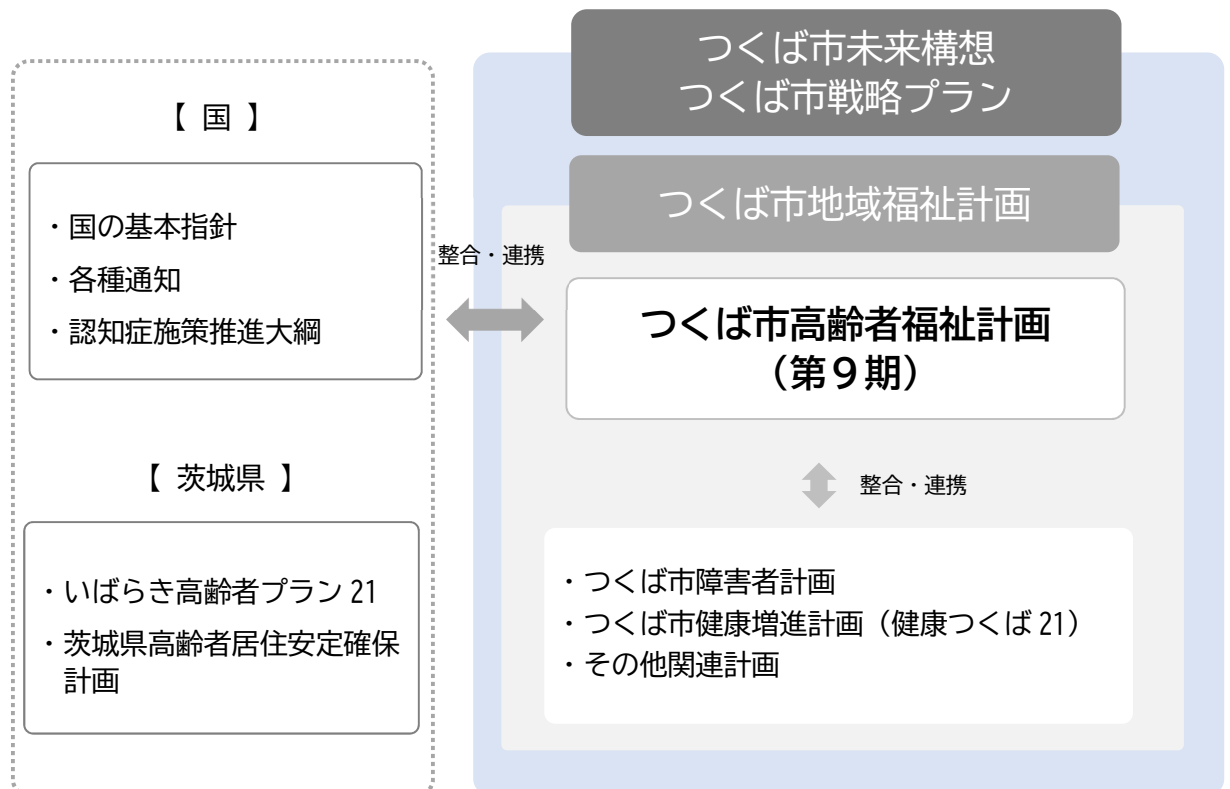 【 国 】
・国の基本指針
・各種通知
・認知症施策推進大綱
【 茨城県 】
・いばらき高齢者プラン 21
・茨城県高齢者居住安定確保
計画
整合・連携
つくば市未来構想
つくば市戦略プラン
つくば市地域福祉計画
つくば市高齢者福祉計画
（第９期）
整合・連携
・つくば市障害者計画
・つくば市健康増進計画（健康つくば 21）
・その他関連計画